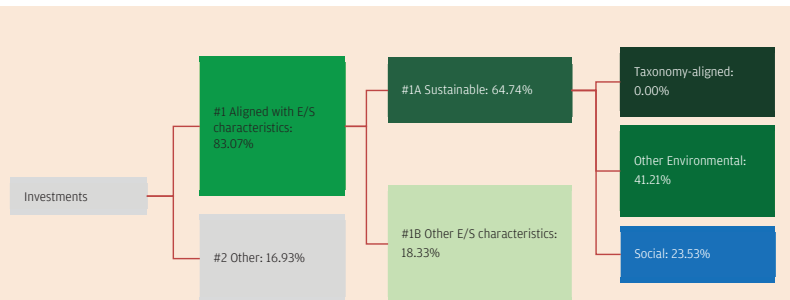 Investments
#1 Aligned with E/S
characteristics:
83.07%
#2 Other: 16.93%
#1A Sustainable: 64.74%
#1B Other E/S characteristics:
18.33%
Taxonomy-aligned:
0.00%
Other Environmental:
41.21%
Social: 23.53%